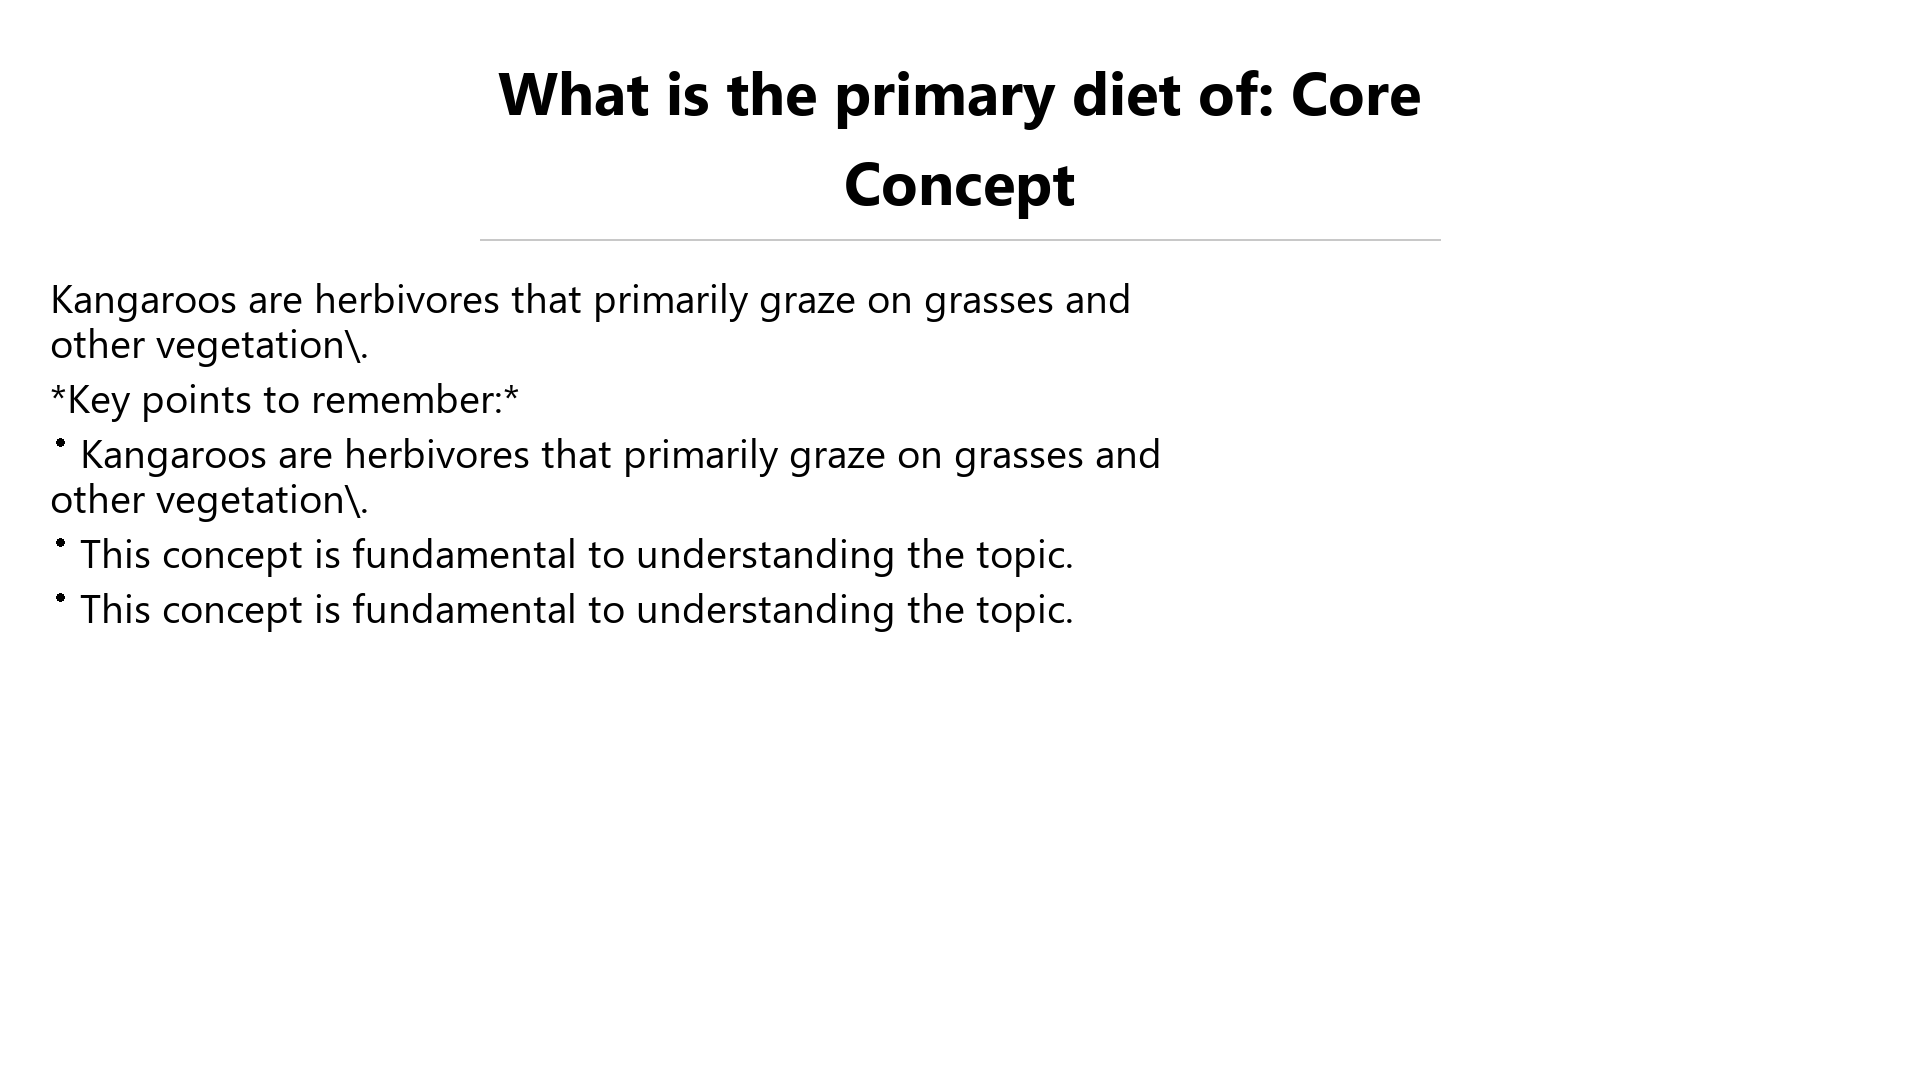 What is the primary diet of: Core
Concept
Kangaroos are herbivores that primarily graze on grasses and
other vegetation\.
*Key points to remember:*
• Kangaroos are herbivores that primarily graze on grasses and
other vegetation\.
• This concept is fundamental to understanding the topic.
• This concept is fundamental to understanding the topic.